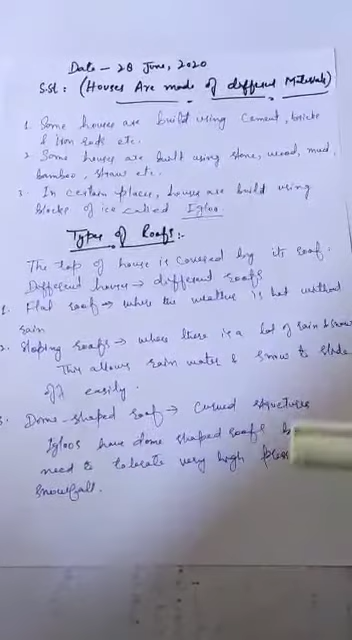 Date - 28 June, 2020
S.St : (Houses Are made of different Materials)
1. Some houses are build using Cement, bricks
& Iron rods etc.
2. Some houses are built using stone, wood, mud,
bamboo, straw etc.
3. In certain places, houses are build using
blocks of ice called Igloo
Types of Roofs :-
The top of house is covered by its roof.
Different houses → different roofs
1. Flat roof → where the weather is hot without
rain
2. Sloping roofs → where there is a lot of rain & snow
This allows rain water & snow to slide
off easily.
3. Dome-shaped roof → Curved structures
Igloos have dome shaped roofs
need to tolerate very high
snowfall.